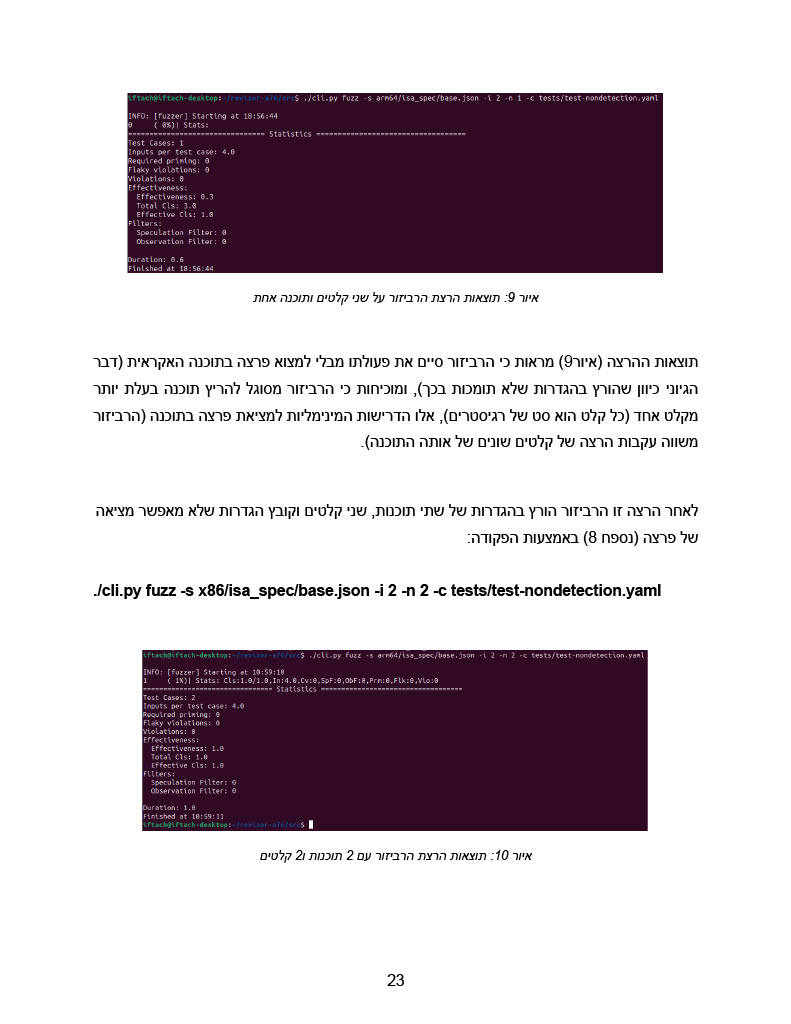 iftach@iftach-desktop:~/revizor-a76/src$ ./cli.py fuzz -s arm64/isa_spec/base.json -i 2 -n 1 -c tests/test-nondetection.yaml
INFO: [fuzzer] Starting at 18:56:44
0 ( 0%)| Stats:
================================ Statistics ===================================
Test Cases: 1
Inputs per test case: 4.0
Required priming: 0
Flaky violations: 0
Violations: 0
Effectiveness:
Effectiveness: 0.3
Total Cls: 3.0
Effective Cls: 1.0
Filters:
Speculation Filter: 0
Observation Filter: 0
Duration: 0.6
Finished at 18:56:44
איור 9: תוצאות הרצת הרביזור על שני קלטים ותוכנה אחת
תוצאות ההרצה (איור9) מראות כי הרביזור סיים את פעולתו מבלי למצוא פרצה בתוכנה האקראית (דבר
הגיוני כיוון שהורץ בהגדרות שלא תומכות בכך), ומוכיחות כי הרביזור מסוגל להריץ תוכנה בעלת יותר
מקלט אחד (כל קלט הוא סט של רגיסטרים), אלו הדרישות המינימליות למציאת פרצה בתוכנה (הרביזור
משווה עקבות הרצה של קלטים שונים של אותה התוכנה).
לאחר הרצה זו הרביזור הורץ בהגדרות של שתי תוכנות, שני קלטים וקובץ הגדרות שלא מאפשר מציאה
של פרצה (נספח 8) באמצעות הפקודה:
./cli.py fuzz -s x86/isa_spec/base.json -i 2 -n 2 -c tests/test-nondetection.yaml
iftach@iftach-desktop:~/revizor-a76/src$ ./cli.py fuzz -s arm64/isa_spec/base.json -i 2 -n 2 -c tests/test-nondetection.yaml
INFO: [fuzzer] Starting at 10:59:10
1 ( 1%)| Stats: Cls:1.0/1.0,In:4.0,Cv:0,SpF:0,ObF:0,Prm:0,Flk:0,Vio:0
================================ Statistics ===================================
Test Cases: 2
Inputs per test case: 4.0
Required priming: 0
Flaky violations: 0
Violations: 0
Effectiveness:
Effectiveness: 1.0
Total Cls: 1.0
Effective Cls: 1.0
Filters:
Speculation Filter: 0
Observation Filter: 0
Duration: 1.0
Finished at 10:59:11
iftach@iftach-desktop:~/revizor-a76/src$
איור 10: תוצאות הרצת הרביזור עם 2 תוכנות ו2 קלטים
23